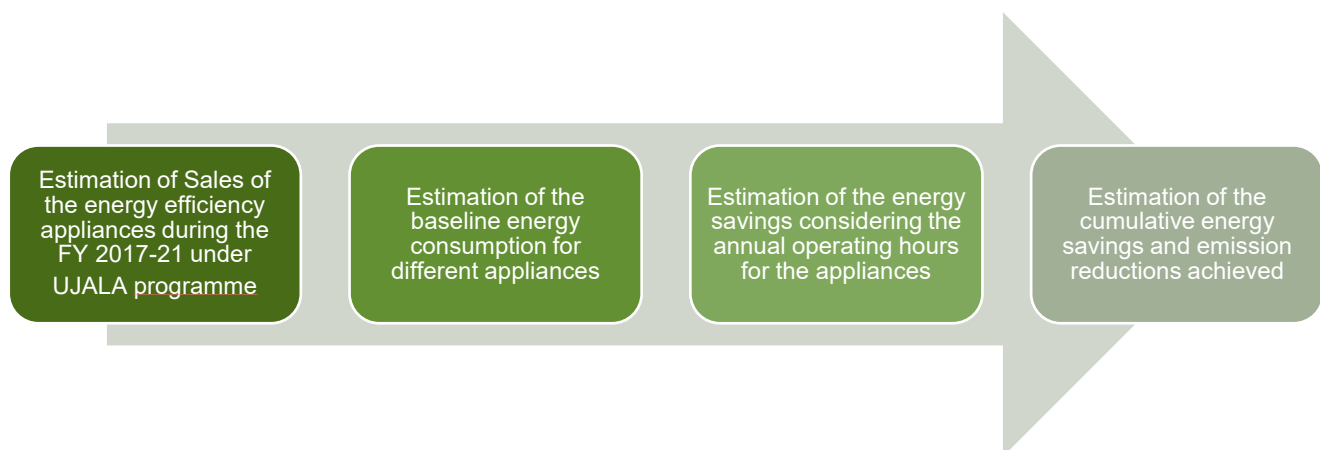 Estimation of Sales of
the energy efficiency
appliances during the
FY 2017-21 under
UJALA programme
Estimation of the
baseline energy
consumption for
different appliances
Estimation of the energy
savings considering the
annual operating hours
for the appliances
Estimation of the
cumulative energy
savings and emission
reductions achieved